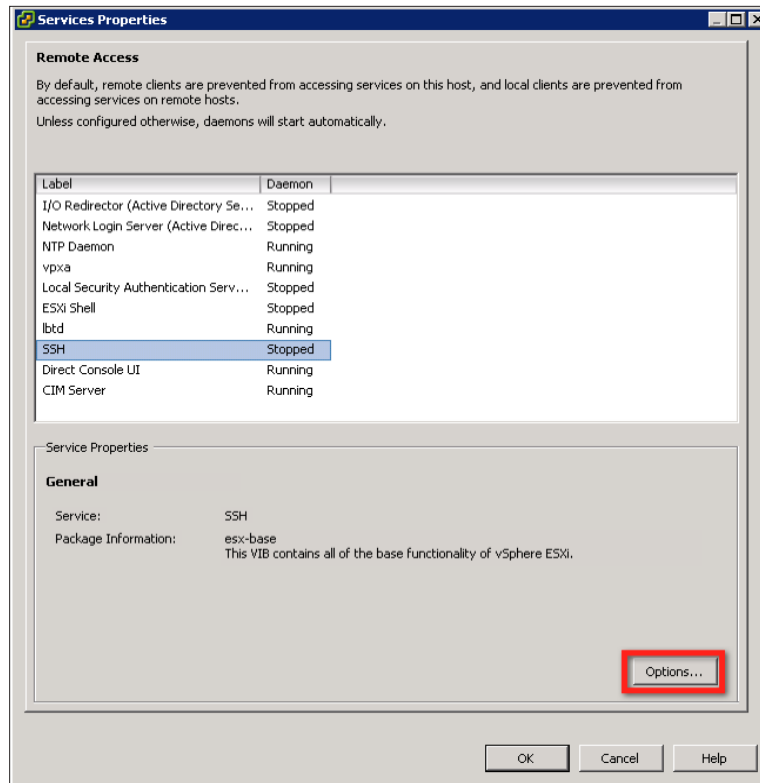 Services Properties
Remote Access
By default, remote clients are prevented from accessing services on this host, and local clients are prevented from
accessing services on remote hosts.
Unless configured otherwise, daemons will start automatically.
Label Daemon
I/O Redirector (Active Directory Se... Stopped
Network Login Server (Active Direc... Stopped
NTP Daemon Running
vpxa Running
Local Security Authentication Serv... Stopped
ESXi Shell Stopped
lbtd Running
SSH Stopped
Direct Console UI Running
CIM Server Running
Service Properties
General
Service: SSH
Package Information: esx-base
This VIB contains all of the base functionality of vSphere ESXi.
Options...
OK Cancel Help